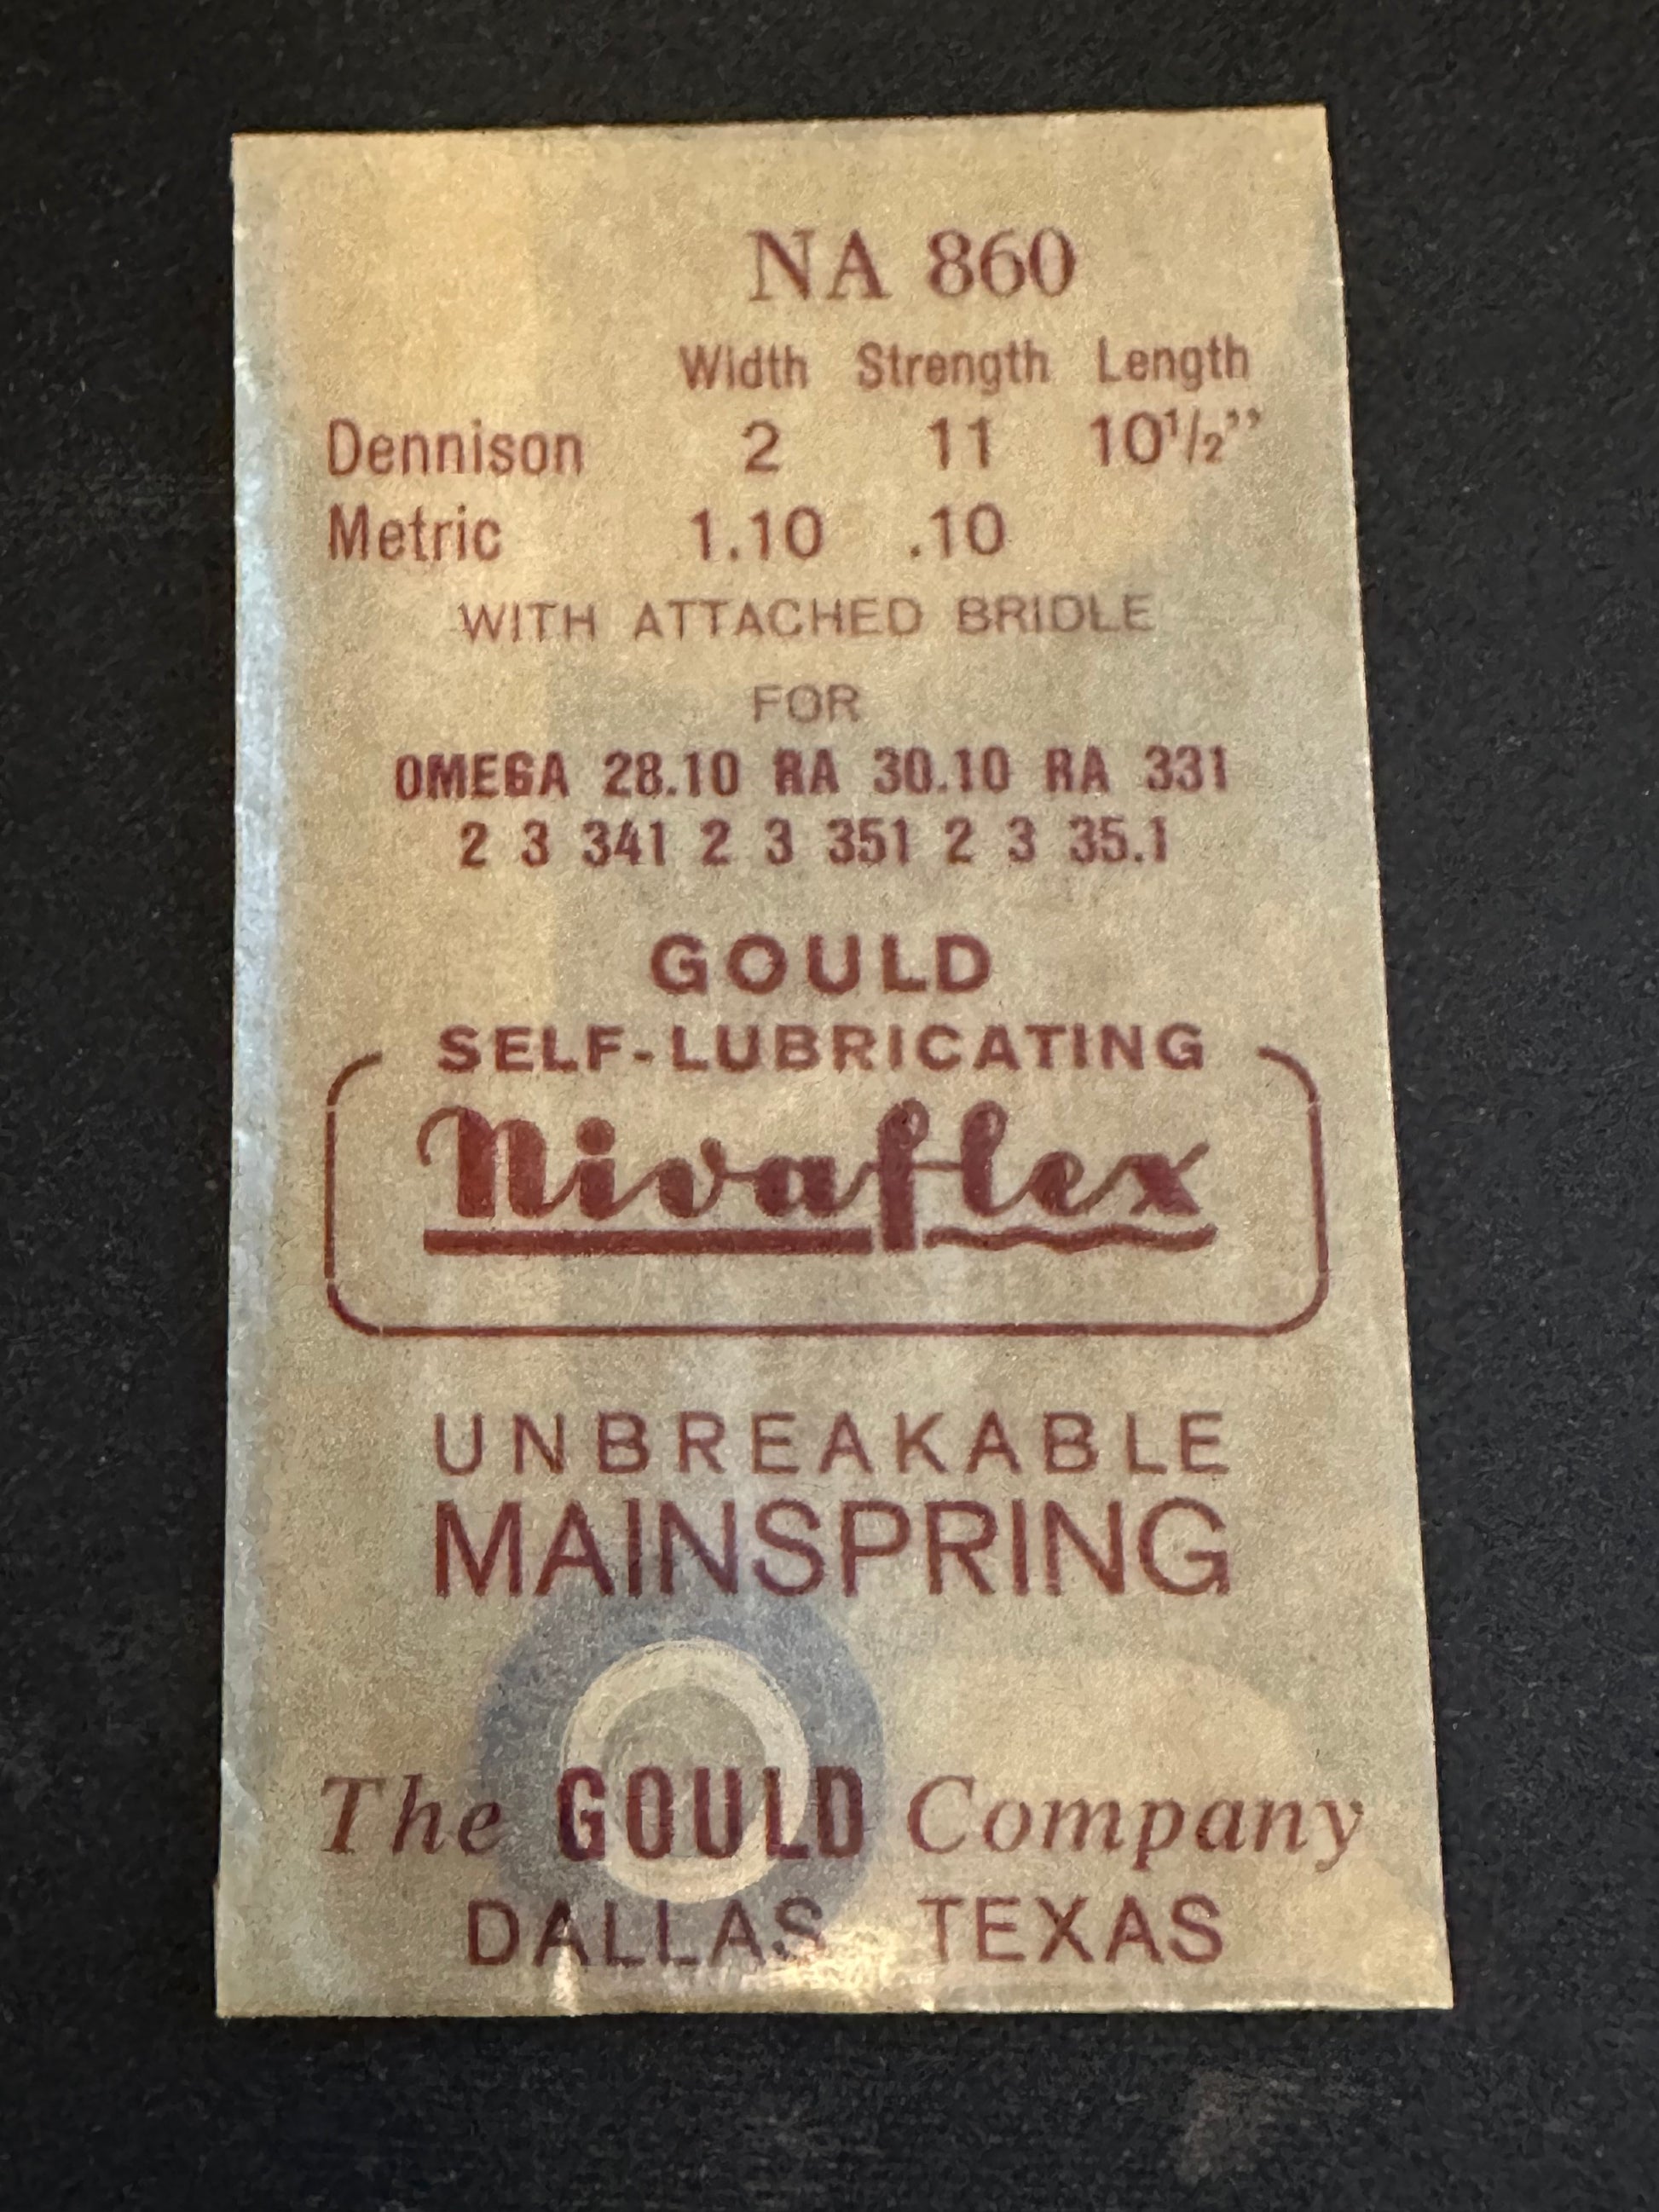 NA 860
Width Strength Length
Dennison 2 11 10½”
Metric 1.10 .10
WITH ATTACHED BRIDLE
FOR
OMEGA 28.10 RA 30.10 RA 331
2 3 341 2 3 351 2 3 35.1
GOULD
SELF-LUBRICATING
Nivaflex
UNBREAKABLE
MAINSPRING
The GOULD Company
DALLAS, TEXAS